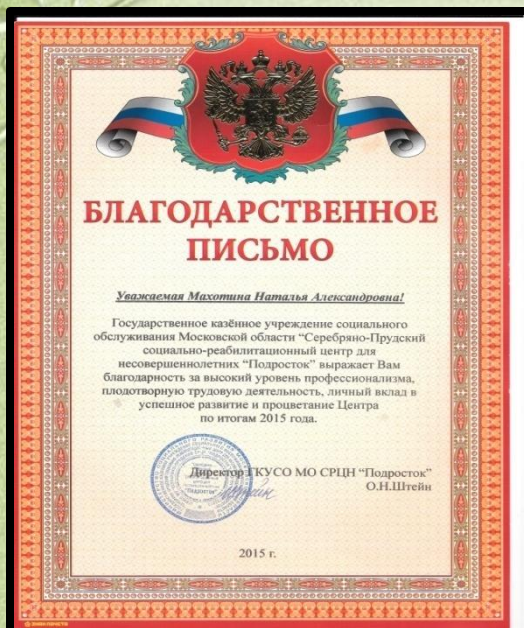 БЛАГОДАРСТВЕННОЕ
ПИСЬМО
Уважаемая Махотина Наталья Александровна!
Государственное казённое учреждение социального
обслуживания Московской области "Серебряно-Прудский
социально-реабилитационный центр для
несовершеннолетних "Подросток" выражает Вам
благодарность за высокий уровень профессионализма,
плодотворную трудовую деятельность, личный вклад в
успешное развитие и процветание Центра
по итогам 2015 года.
Директор ГКУСО МО СРЦН "Подросток"
О.Н.Штейн
"ПОДРОСТОК"
2015 г.